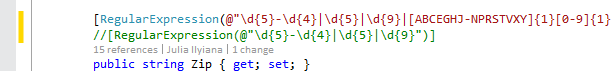 [RegularExpression(@"\d{5}-\d{4}|\d{5}|\d{9}|[ABCEGHJ-NPRSTVXY]{1}[0-9]{1}
//[RegularExpression(@"\d{5}-\d{4}|\d{5}|\d{9}")]
15 references | Julia Ilyiana | 1 change
public string Zip { get; set; }